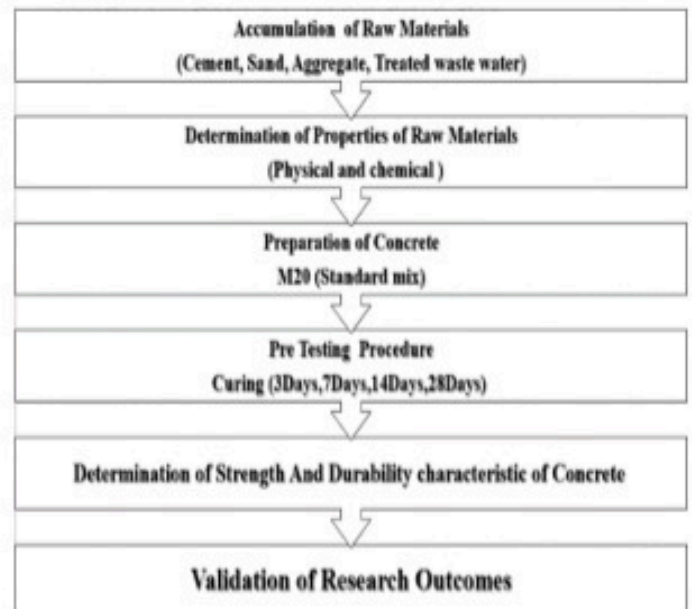 Accumulation of Raw Materials
(Cement, Sand, Aggregate, Treated waste water)
Determination of Properties of Raw Materials
(Physical and chemical )
Preparation of Concrete
M20 (Standard mix)
Pre Testing Procedure
Curing (3Days,7Days,14Days,28Days)
Determination of Strength And Durability characteristic of Concrete
Validation of Research Outcomes